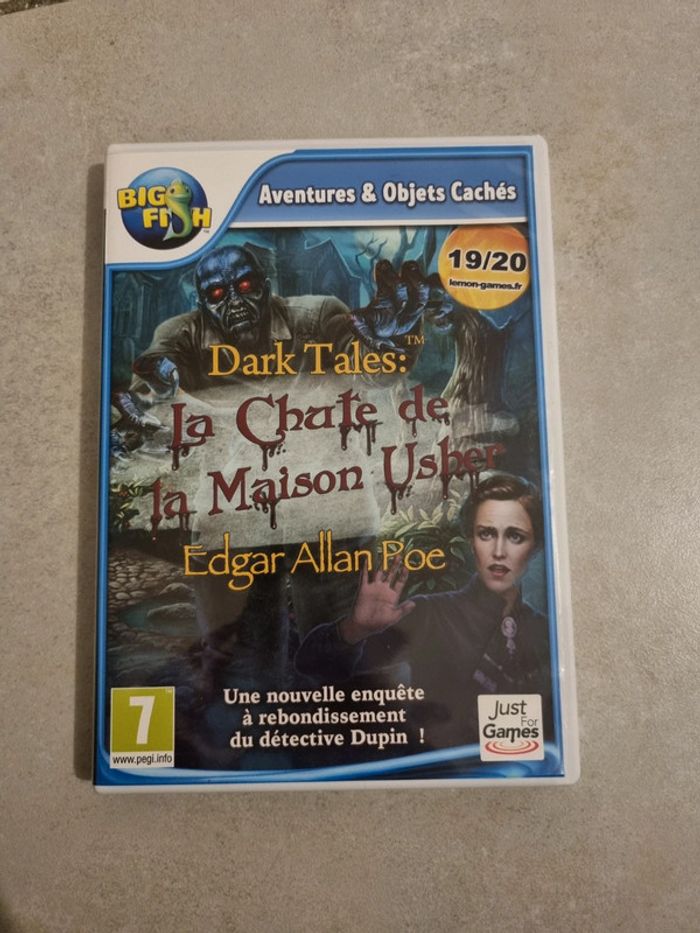 BIG FISH™
Aventures & Objets Cachés
19/20
lemon-games.fr
Dark Tales:™
La Chute de
la Maison Usher
Edgar Allan Poe
7
www.pegi.info
Une nouvelle enquête
à rebondissement
du détective Dupin !
Just
For
Games